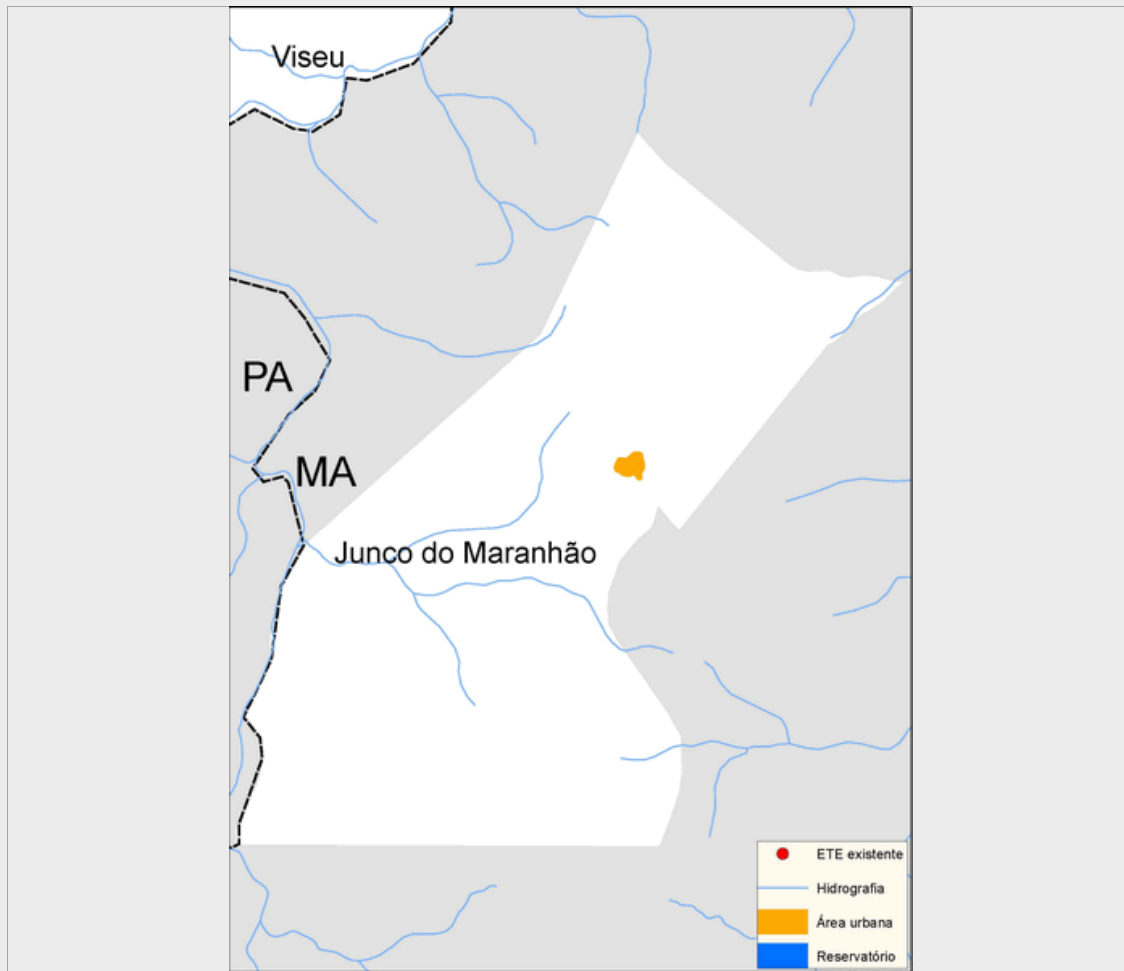 Viseu
PA
MA
Junco do Maranhão
ETE existente
Hidrografia
Área urbana
Reservatório